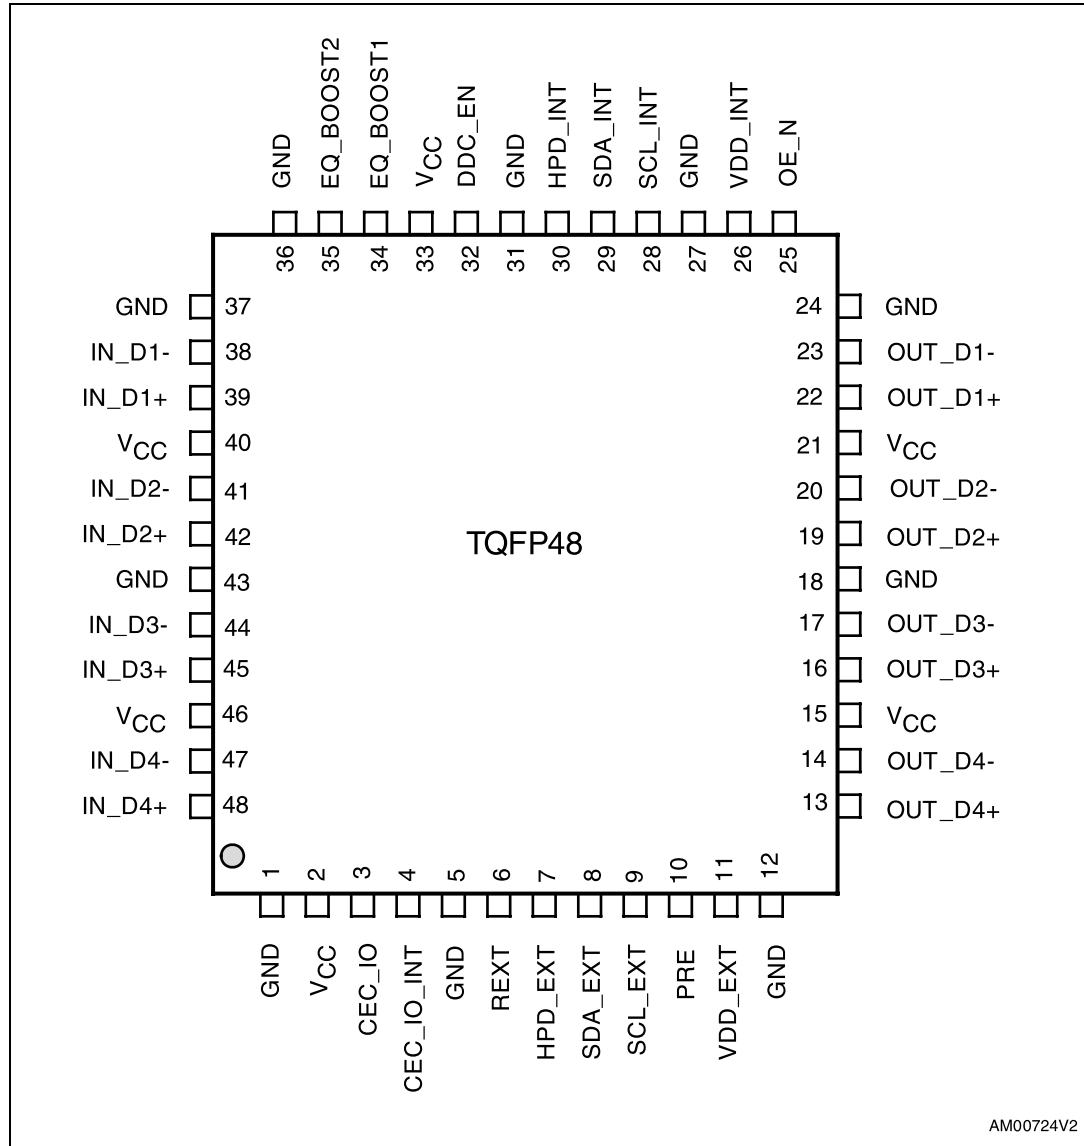 GND
EQ_BOOST2
EQ_BOOST1
VCC
DDC_EN
GND
HPD_INT
SDA_INT
SCL_INT
GND
VDD_INT
OE_N
36 35 34 33 32 31 30 29 28 27 26 25
GND 37 24 GND
IN_D1- 38 23 OUT_D1-
IN_D1+ 39 22 OUT_D1+
VCC 40 21 VCC
IN_D2- 41 20 OUT_D2-
IN_D2+ 42 19 OUT_D2+
TQFP48
GND 43 18 GND
IN_D3- 44 17 OUT_D3-
IN_D3+ 45 16 OUT_D3+
VCC 46 15 VCC
IN_D4- 47 14 OUT_D4-
IN_D4+ 48 13 OUT_D4+
1 2 3 4 5 6 7 8 9 10 11 12
GND
VCC
CEC_IO
CEC_IO_INT
GND
REXT
HPD_EXT
SDA_EXT
SCL_EXT
PRE
VDD_EXT
GND
AM00724V2